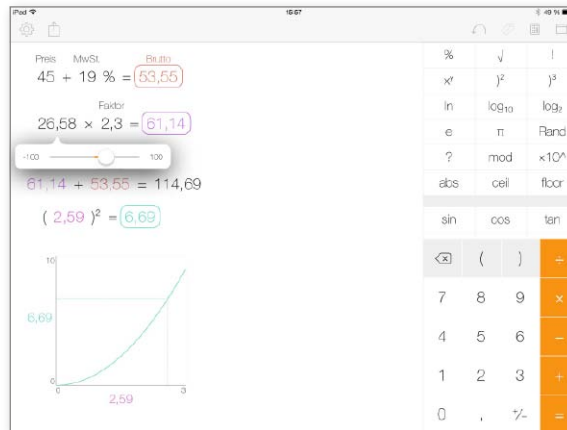 iPad 15:57 49 %
Preis MwSt. Brutto
45 + 19 % = 53,55
Faktor
26,58 × 2,3 = 61,14
-100 100
61,14 + 53,55 = 114,69
( 2,59 )² = 6,69
10
6,69
0
0 3
2,59
% √ !
xʸ )² )³
ln log₁₀ log₂
e π Rand
? mod ×10^
abs ceil floor
sin cos tan
( ) ÷
7 8 9 ×
4 5 6 −
1 2 3 +
0 , +/− =